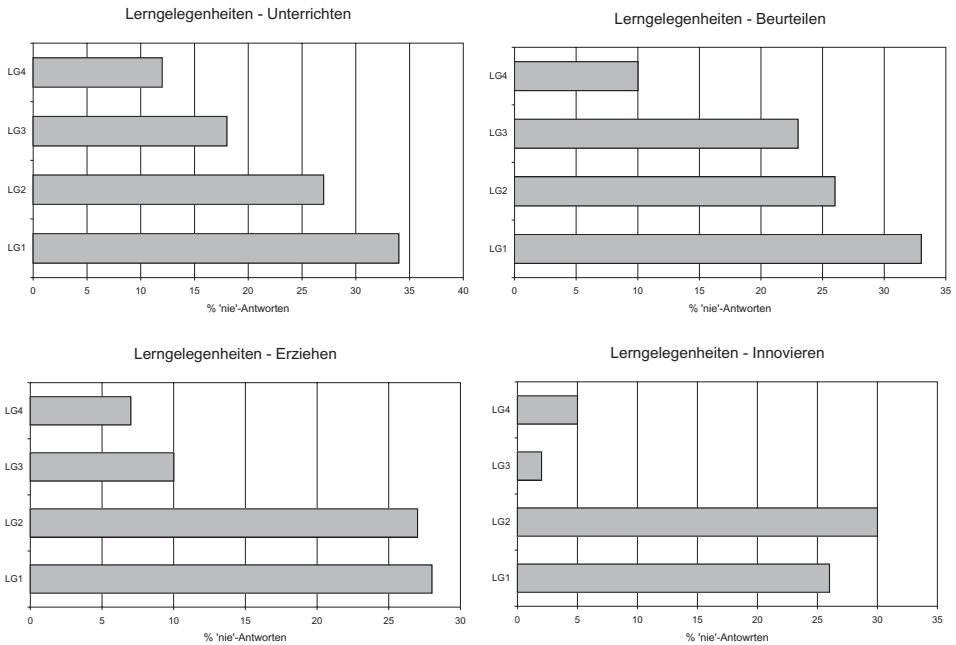 Lerngelegenheiten - Unterrichten
LG4
LG3
LG2
LG1
0 5 10 15 20 25 30 35 40
% 'nie'-Antworten
Lerngelegenheiten - Beurteilen
LG4
LG3
LG2
LG1
0 5 10 15 20 25 30 35
% 'nie'-Antworten
Lerngelegenheiten - Erziehen
LG4
LG3
LG2
LG1
0 5 10 15 20 25 30
% 'nie'-Antworten
Lerngelegenheiten - Innovieren
LG4
LG3
LG2
LG1
0 5 10 15 20 25 30 35
% 'nie'-Antowrten